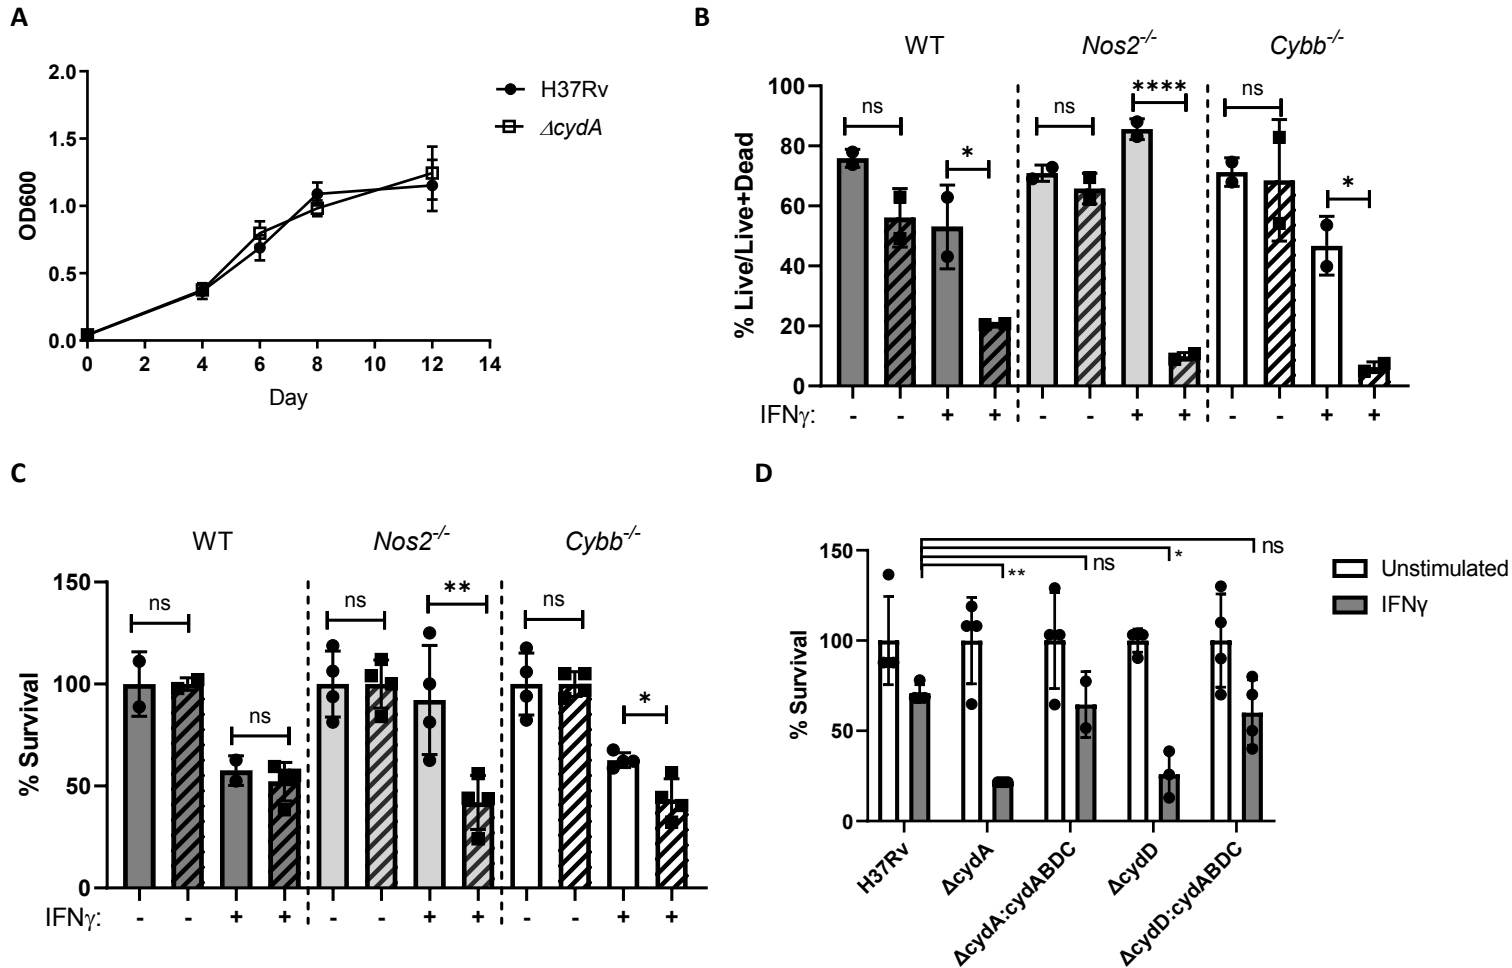 A
2.0
1.5
1.0
0.5
0.0
OD600
0 2 4 6 8 10 12 14
Day
H37Rv
ΔcydA
B
WT Nos2-/- Cybb-/-
100
80
60
40
20
0
% Live/Live+Dead
ns * ns **** ns *
IFNγ: - - + + - - + + - - + +
C
WT Nos2-/- Cybb-/-
150
100
50
0
% Survival
ns ns ns ** ns *
IFNγ: - - + + - - + + - - + +
D
150
100
50
0
% Survival
** ns * ns
Unstimulated
IFNγ
H37Rv
ΔcydA
ΔcydA:cydABDC
ΔcydD
ΔcydD:cydABDC